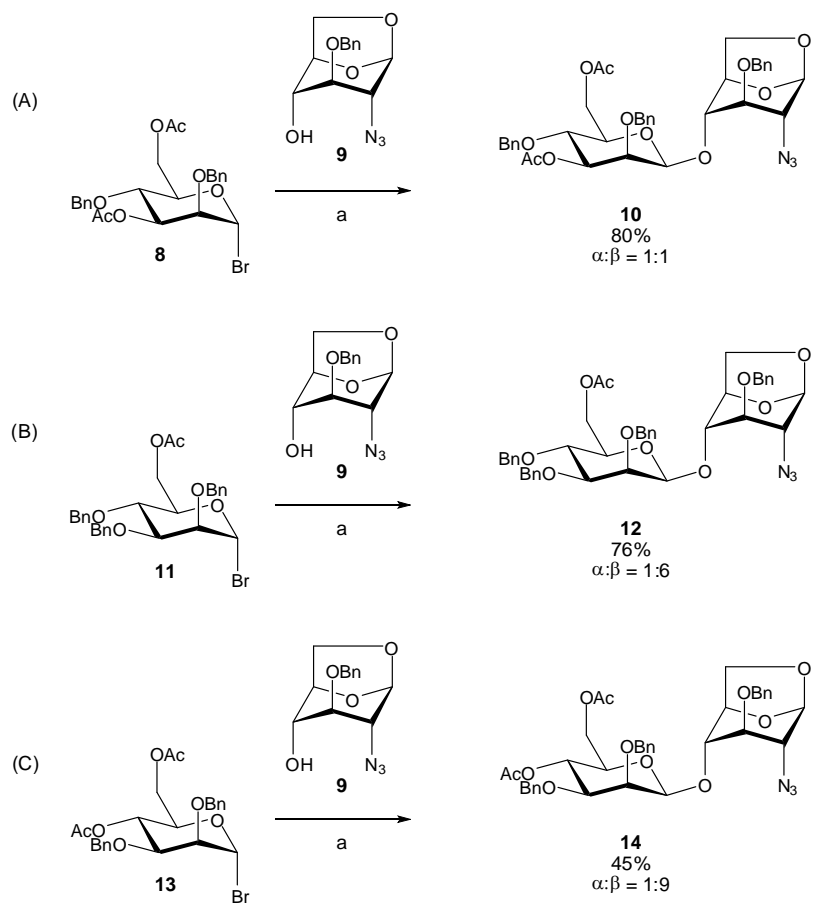 (A)
OAc
OBn
O
BnO
AcO
Br
8
O
OBn
O
OH
N3
9
a
OAc
OBn
O
BnO
AcO
O
O
OBn
O
N3
10
80%
α:β = 1:1
(B)
OAc
OBn
O
BnO
BnO
Br
11
O
OBn
O
OH
N3
9
a
OAc
OBn
O
BnO
BnO
O
O
OBn
O
N3
12
76%
α:β = 1:6
(C)
OAc
OBn
O
AcO
BnO
Br
13
O
OBn
O
OH
N3
9
a
OAc
OBn
O
AcO
BnO
O
O
OBn
O
N3
14
45%
α:β = 1:9